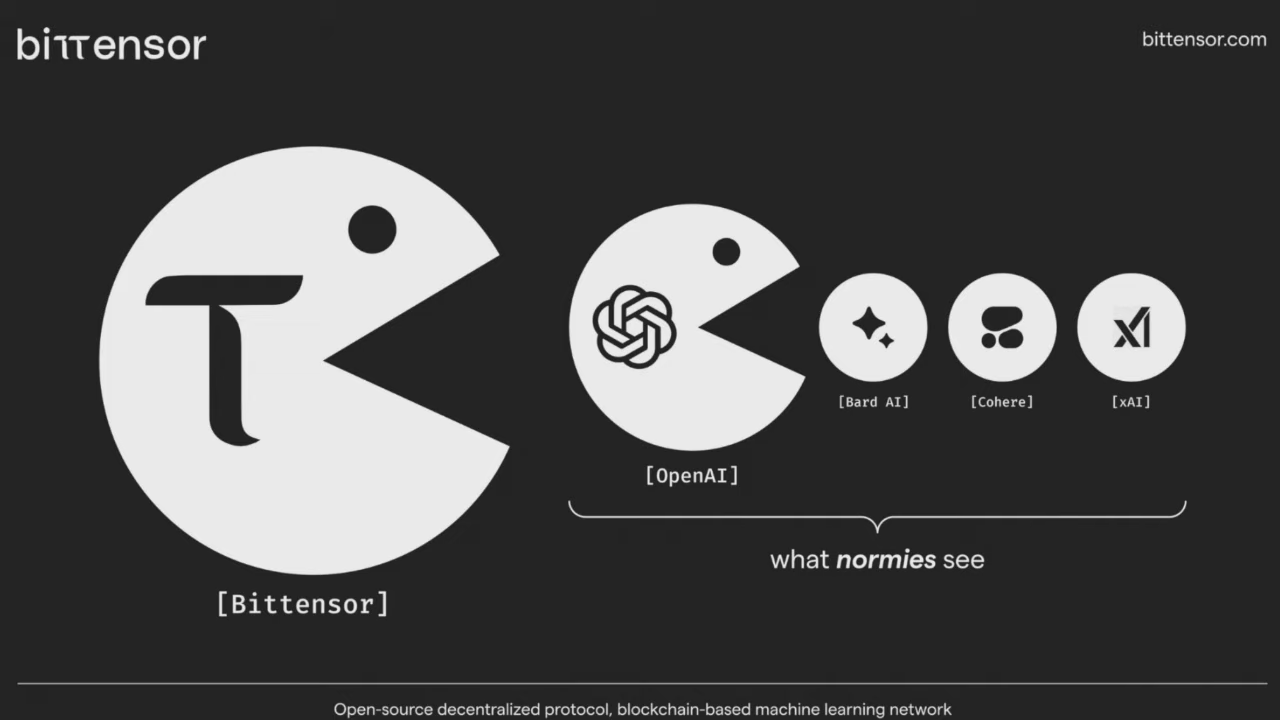 bittensor
bittensor.com
[Bard AI]
[Cohere]
[xAI]
[OpenAI]
what normies see
[Bittensor]
Open-source decentralized protocol, blockchain-based machine learning network